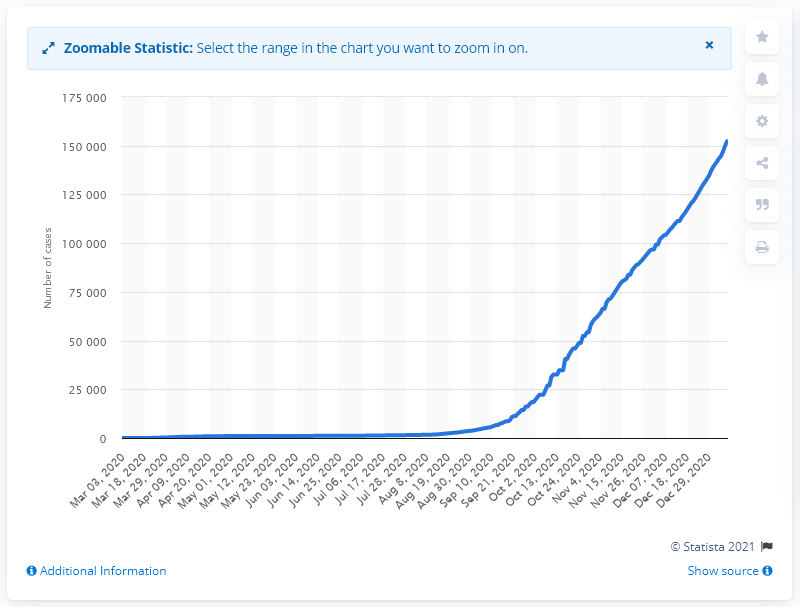 Zoomable Statistic: Select the range in the chart you want to zoom in on.
175 000
150 000
125 000
100 000
75 000
50 000
25 000
0
Number of cases
Mar 03, 2020
Mar 18, 2020
Mar 29, 2020
Apr 09, 2020
Apr 20, 2020
May 01, 2020
May 12, 2020
May 23, 2020
Jun 03, 2020
Jun 14, 2020
Jun 25, 2020
Jul 06, 2020
Jul 17, 2020
Jul 28, 2020
Aug 8, 2020
Aug 19, 2020
Aug 30, 2020
Sep 10, 2020
Sep 21, 2020
Oct 2, 2020
Oct 13, 2020
Oct 24, 2020
Nov 4, 2020
Nov 15, 2020
Nov 26, 2020
Dec 07, 2020
Dec 18, 2020
Dec 29, 2020
© Statista 2021
Additional Information
Show source